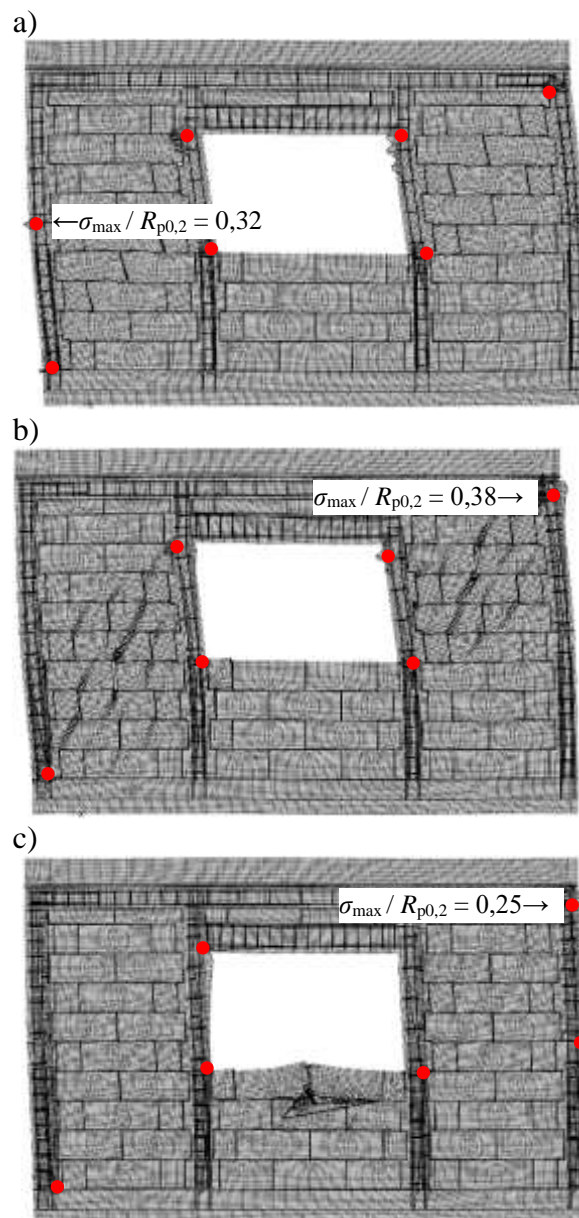 a)
←σmax / Rp0,2 = 0,32
b)
σmax / Rp0,2 = 0,38→
c)
σmax / Rp0,2 = 0,25→